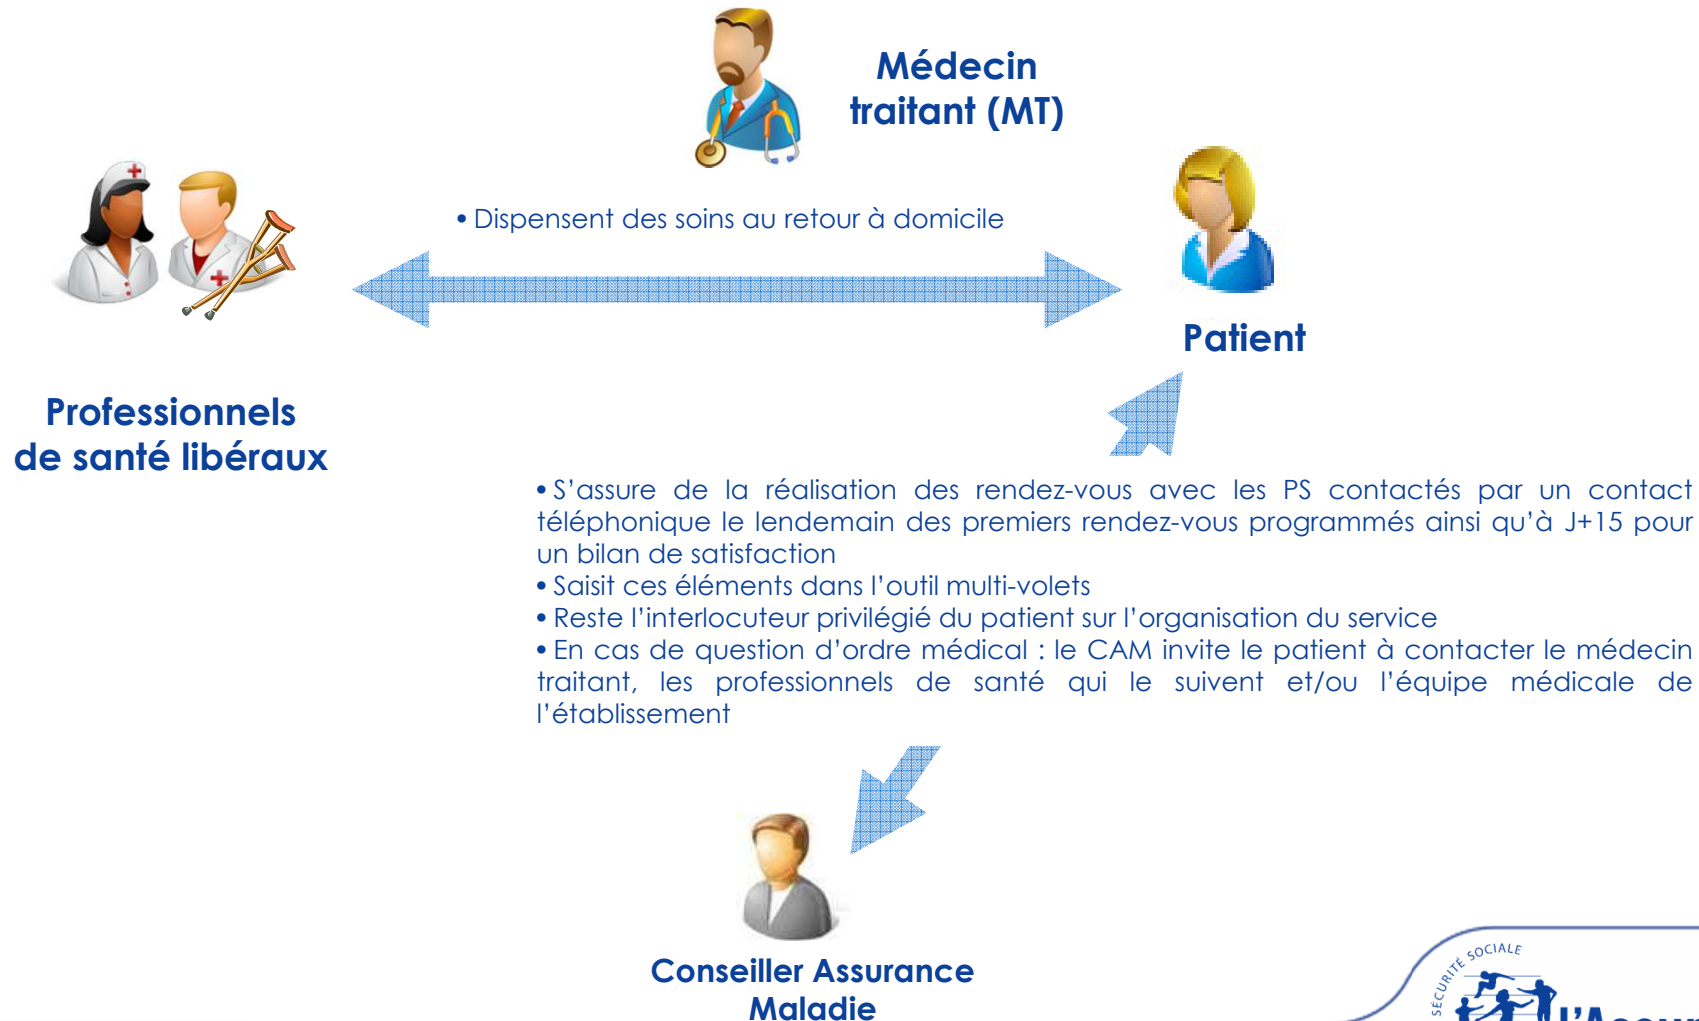 Médecin
traitant (MT)
• Dispensent des soins au retour à domicile
Patient
Professionnels
de santé libéraux
• S’assure de la réalisation des rendez-vous avec les PS contactés par un contact
téléphonique le lendemain des premiers rendez-vous programmés ainsi qu’à J+15 pour
un bilan de satisfaction
• Saisit ces éléments dans l’outil multi-volets
• Reste l’interlocuteur privilégié du patient sur l’organisation du service
• En cas de question d’ordre médical : le CAM invite le patient à contacter le médecin
traitant, les professionnels de santé qui le suivent et/ou l’équipe médicale de
l’établissement
Conseiller Assurance
Maladie
SÉCURITÉ SOCIALE